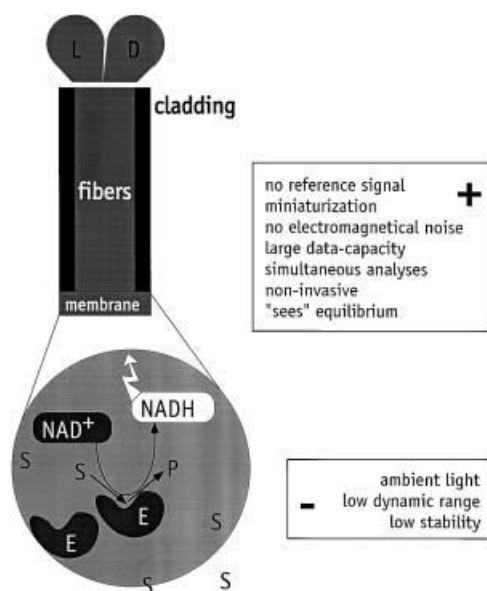 L D
cladding
fibers
membrane
no reference signal
miniaturization
no electromagnetical noise
large data-capacity
simultaneous analyses
non-invasive
"sees" equilibrium
+
NADH
NAD+
S
S P
E
S
E
S S
ambient light
low dynamic range
low stability
-